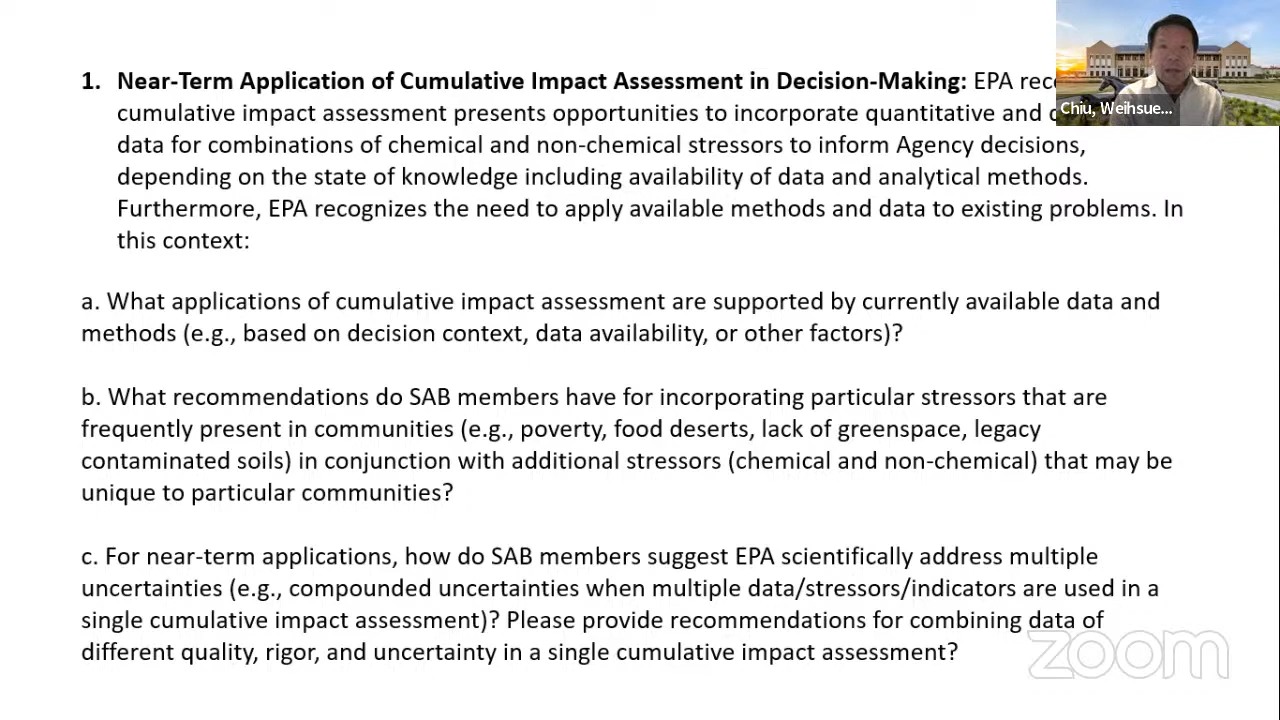 1. Near-Term Application of Cumulative Impact Assessment in Decision-Making: EPA
cumulative impact assessment presents opportunities to incorporate quantitative and
data for combinations of chemical and non-chemical stressors to inform Agency decisions,
depending on the state of knowledge including availability of data and analytical methods.
Furthermore, EPA recognizes the need to apply available methods and data to existing problems. In
this context:
a. What applications of cumulative impact assessment are supported by currently available data and
methods (e.g., based on decision context, data availability, or other factors)?
b. What recommendations do SAB members have for incorporating particular stressors that are
frequently present in communities (e.g., poverty, food deserts, lack of greenspace, legacy
contaminated soils) in conjunction with additional stressors (chemical and non-chemical) that may be
unique to particular communities?
c. For near-term applications, how do SAB members suggest EPA scientifically address multiple
uncertainties (e.g., compounded uncertainties when multiple data/stressors/indicators are used in a
single cumulative impact assessment)? Please provide recommendations for combining data of
different quality, rigor, and uncertainty in a single cumulative impact assessment?
Chiu, Weihsue...
zoom